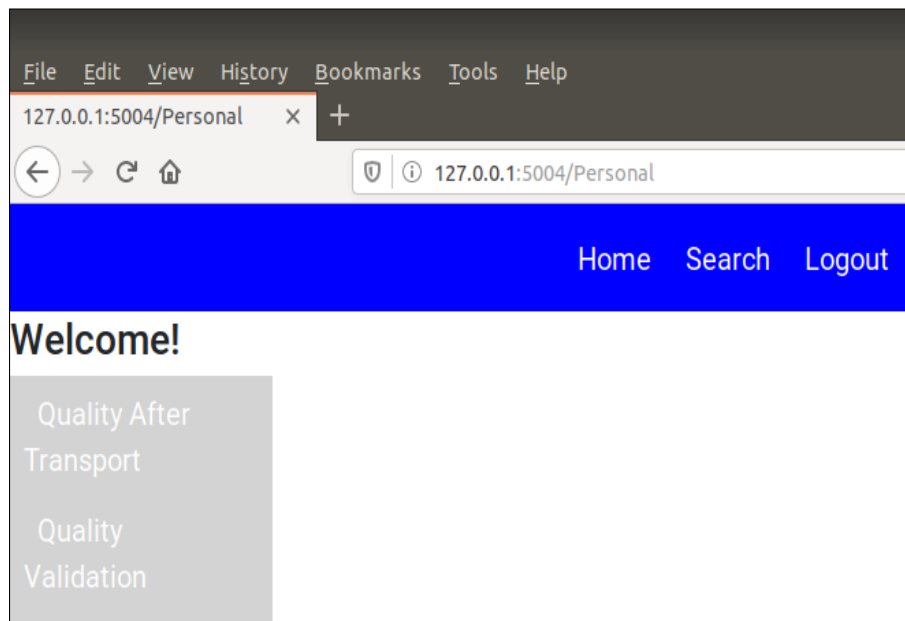 File Edit View History Bookmarks Tools Help
127.0.0.1:5004/Personal
127.0.0.1:5004/Personal
Home Search Logout
Welcome!
Quality After
Transport
Quality
Validation